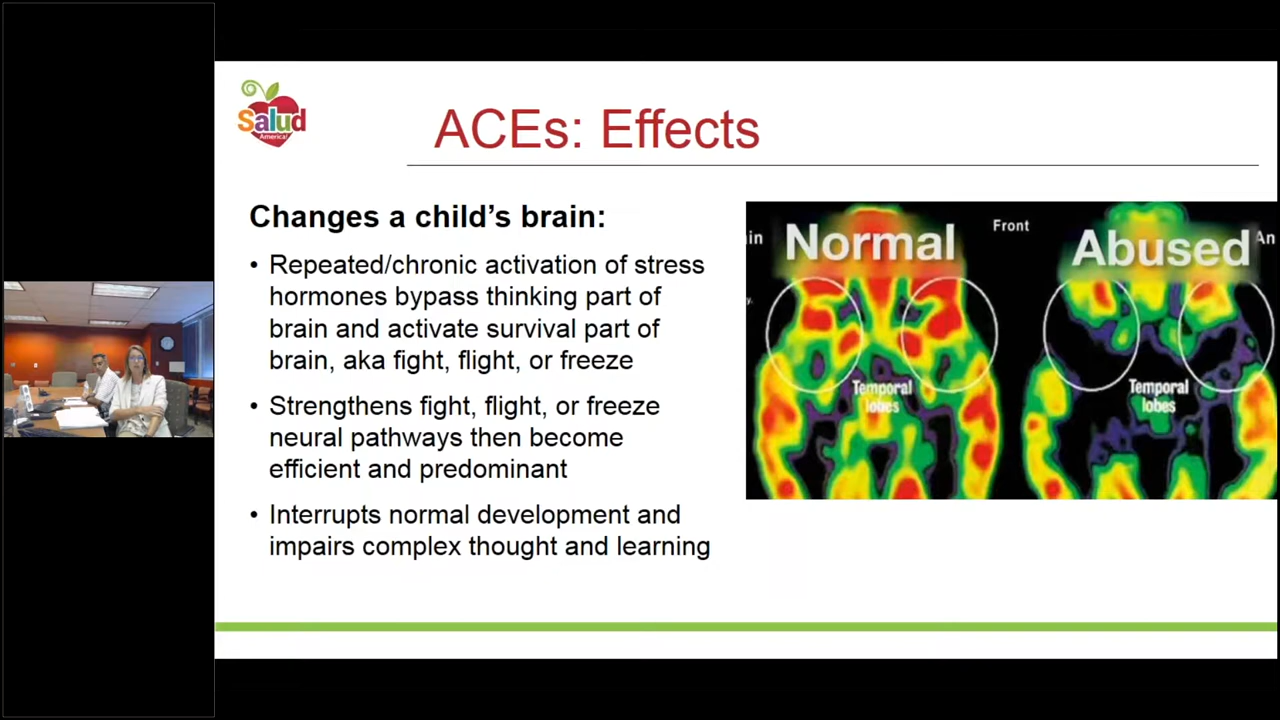 Salud
America!
ACEs: Effects
Changes a child’s brain:
• Repeated/chronic activation of stress
hormones bypass thinking part of
brain and activate survival part of
brain, aka fight, flight, or freeze
• Strengthens fight, flight, or freeze
neural pathways then become
efficient and predominant
• Interrupts normal development and
impairs complex thought and learning
Normal
Front
Abused
An
Temporal
lobes
Temporal
lobes